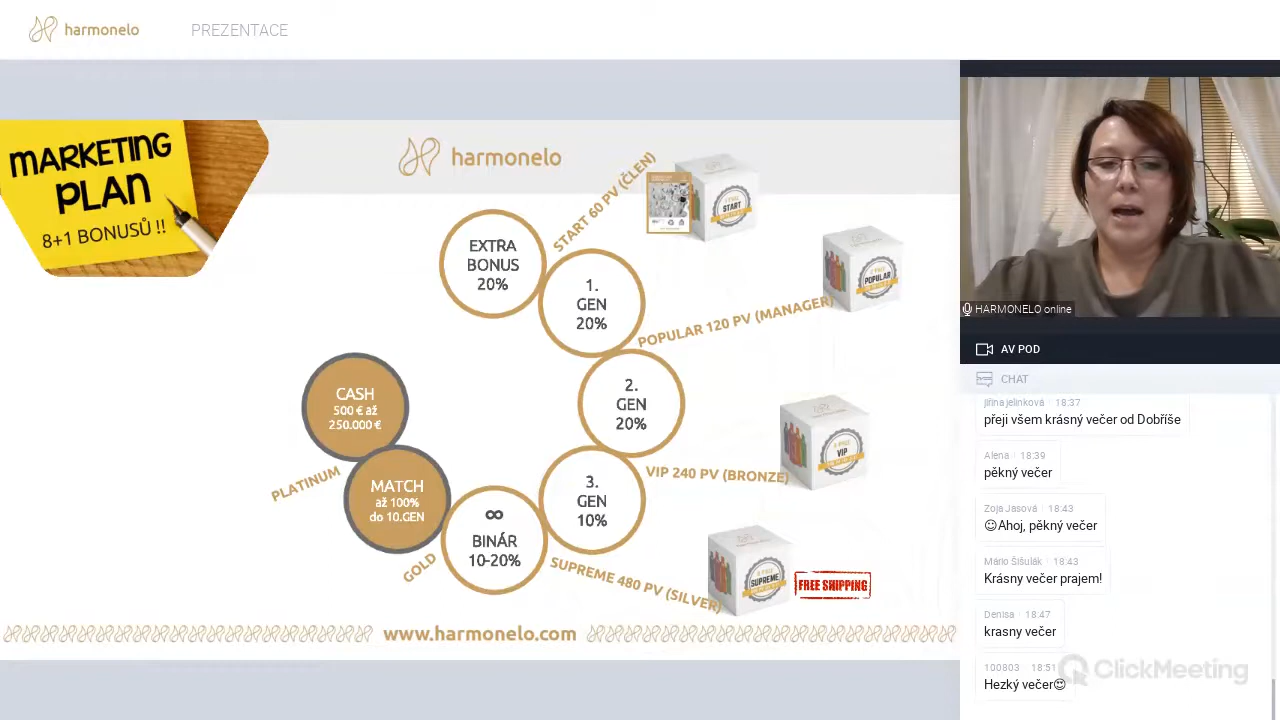 harmonelo
PREZENTACE
MARKETING
PLAN
8+1 BONUSŮ !!
harmonelo
START 60 PV (ČLEN)
START
EXTRA
BONUS
20%
1.
GEN
20%
POPULAR
POPULAR 120 PV (MANAGER)
2.
GEN
20%
CASH
500 € až
250.000 €
PLATINUM
VIP
VIP 240 PV (BRONZE)
MATCH
až 100%
do 10.GEN
3.
GEN
10%
∞
BINÁR
10-20%
GOLD
SUPREME 480 PV (SILVER)
SUPREME
FREE SHIPPING
www.harmonelo.com
HARMONELO online
AV POD
CHAT
jiřina jelinková 18:37
přeji všem krásný večer od Dobříše
Alena 18:39
pěkný večer
Zoja Jasová 18:43
☺Ahoj, pěkný večer
Mário Šišulák 18:43
Krásny večer prajem!
Denisa 18:47
krasny večer
100803 18:51
Hezký večer😍
ClickMeeting